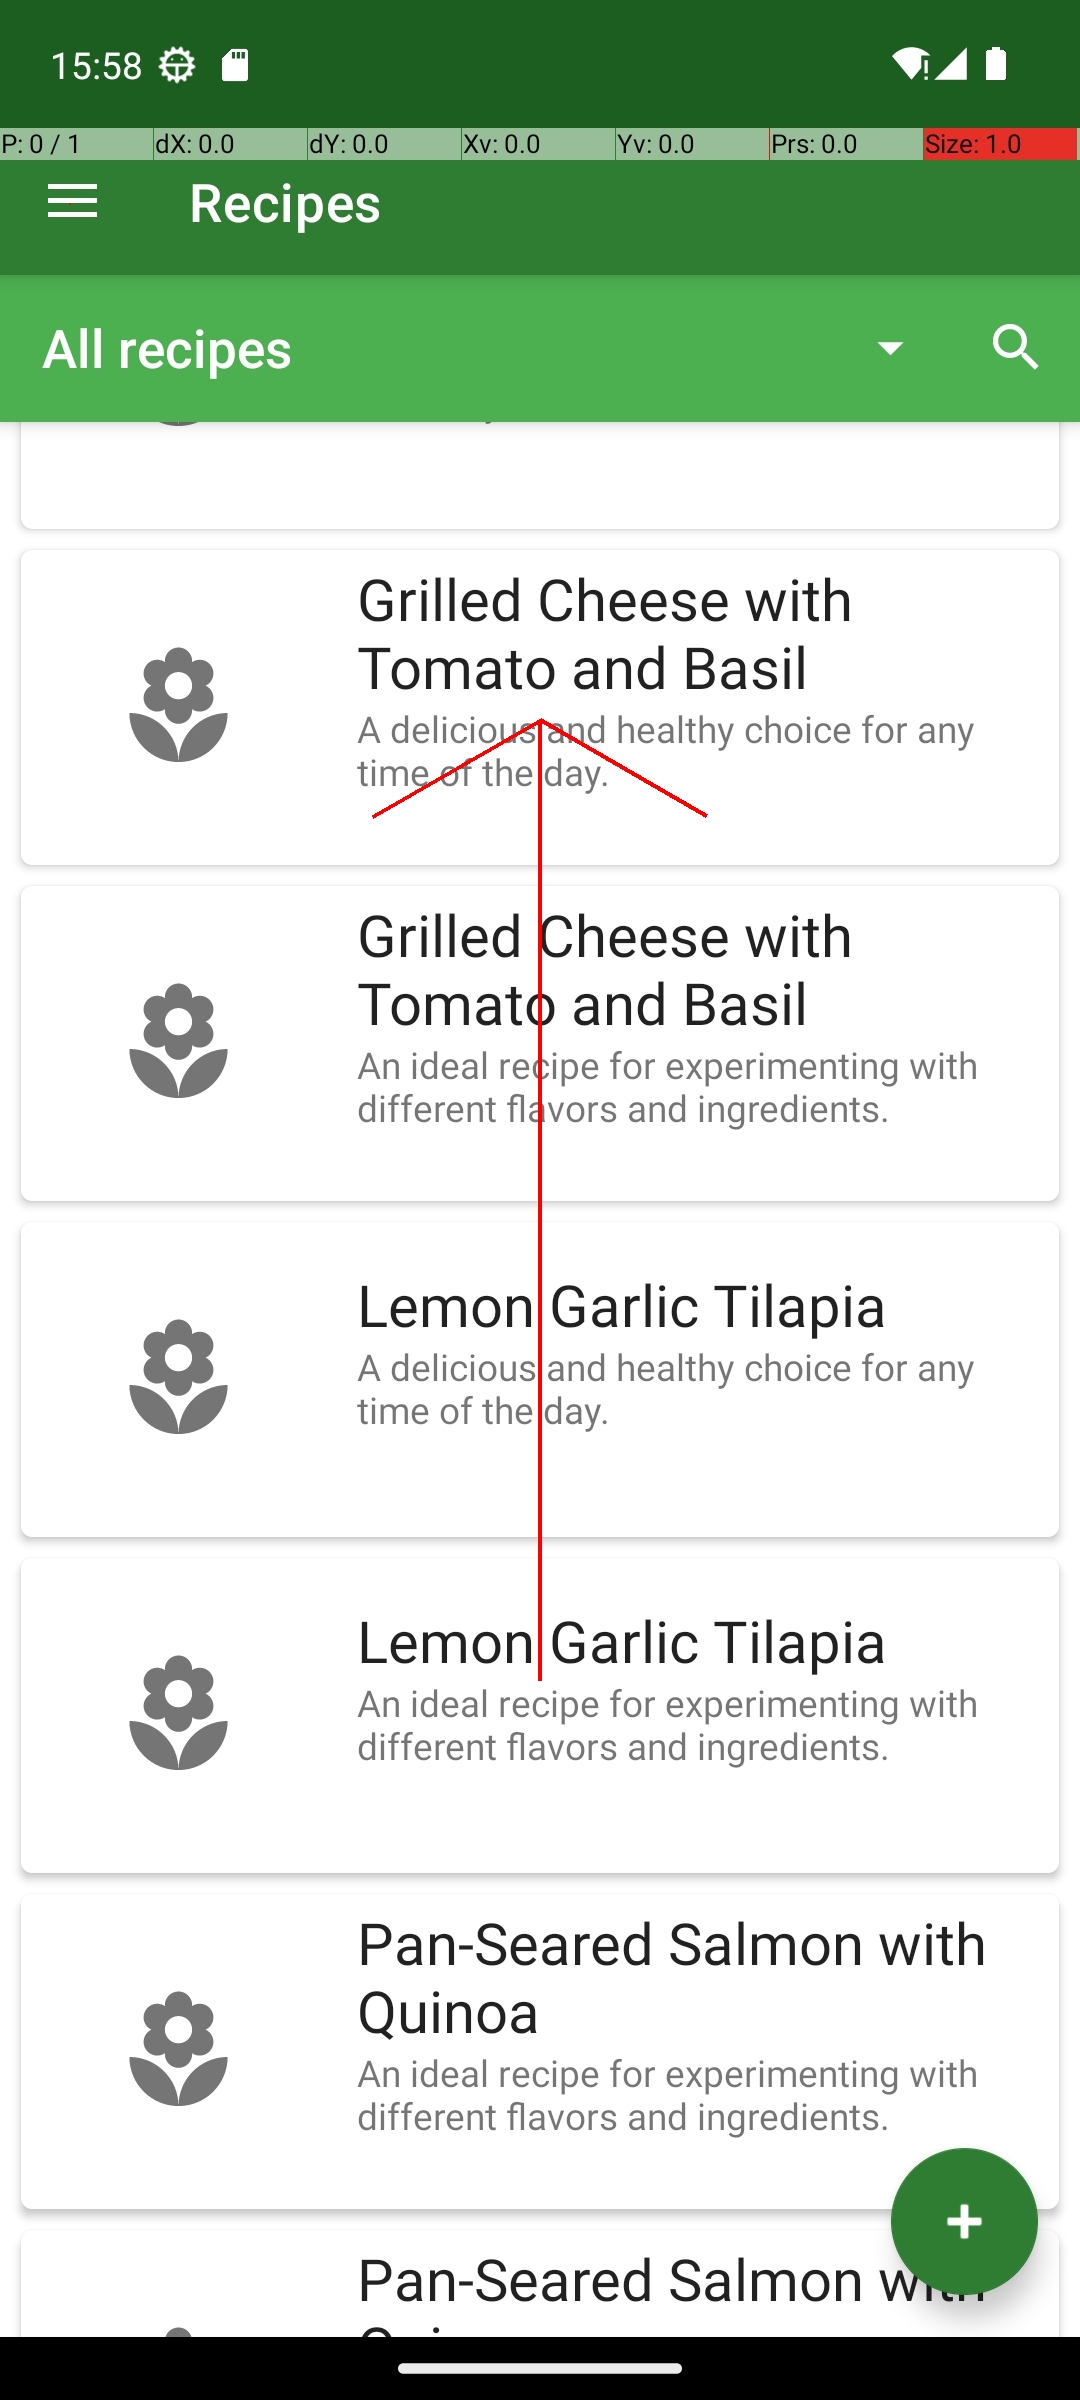 15:58
P: 0 / 1 dX: 0.0 dY: 0.0 Xv: 0.0 Yv: 0.0 Prs: 0.0 Size: 1.0
Recipes
All recipes
Grilled Cheese with
Tomato and Basil
A delicious and healthy choice for any
time of the day.
Grilled Cheese with
Tomato and Basil
An ideal recipe for experimenting with
different flavors and ingredients.
Lemon Garlic Tilapia
A delicious and healthy choice for any
time of the day.
Lemon Garlic Tilapia
An ideal recipe for experimenting with
different flavors and ingredients.
Pan-Seared Salmon with
Quinoa
An ideal recipe for experimenting with
different flavors and ingredients.
Pan-Seared Salmon with